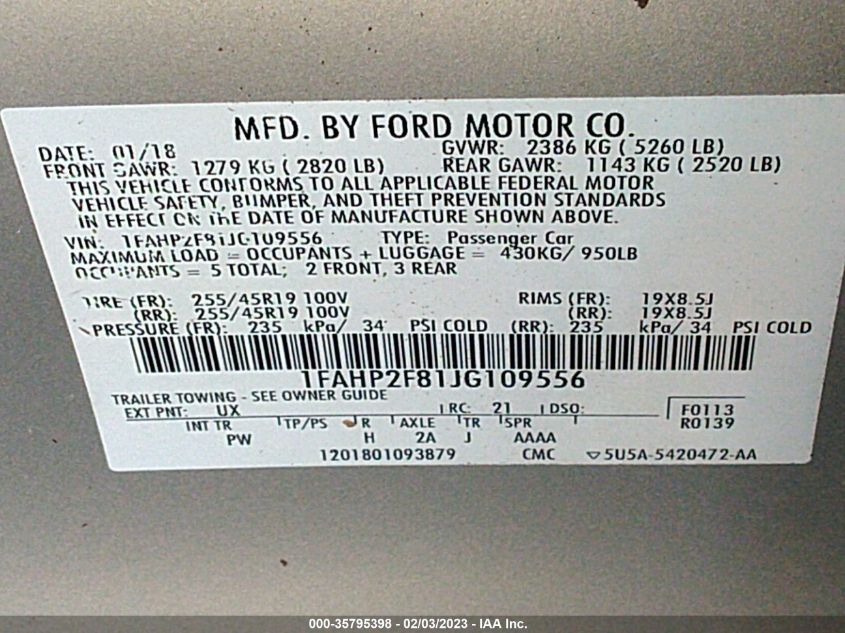 MFD. BY FORD MOTOR CO.
DATE: 01/18 GVWR: 2386 KG ( 5260 LB)
FRONT GAWR: 1279 KG ( 2820 LB) REAR GAWR: 1143 KG ( 2520 LB)
THIS VEHICLE CONFORMS TO ALL APPLICABLE FEDERAL MOTOR
VEHICLE SAFETY, BUMPER, AND THEFT PREVENTION STANDARDS
IN EFFECT ON THE DATE OF MANUFACTURE SHOWN ABOVE.
VIN: 1FAHP2F81JG109556 TYPE: Passenger Car
MAXIMUM LOAD = OCCUPANTS + LUGGAGE = 430KG/ 950LB
OCCUPANTS = 5 TOTAL; 2 FRONT, 3 REAR
TIRE (FR): 255/45R19 100V RIMS (FR): 19X8.5J
(RR): 255/45R19 100V (RR): 19X8.5J
PRESSURE (FR): 235 kPa/ 34 PSI COLD (RR): 235 kPa/ 34 PSI COLD
1FAHP2F81JG109556
TRAILER TOWING - SEE OWNER GUIDE
EXT PNT: UX RC: 21 DSO: F0113
INT TR TP/PS R AXLE TR SPR R0139
PW H 2A J AAAA
1201801093879 CMC ▽5U5A-5420472-AA
000-35795398 - 02/03/2023 - IAA Inc.